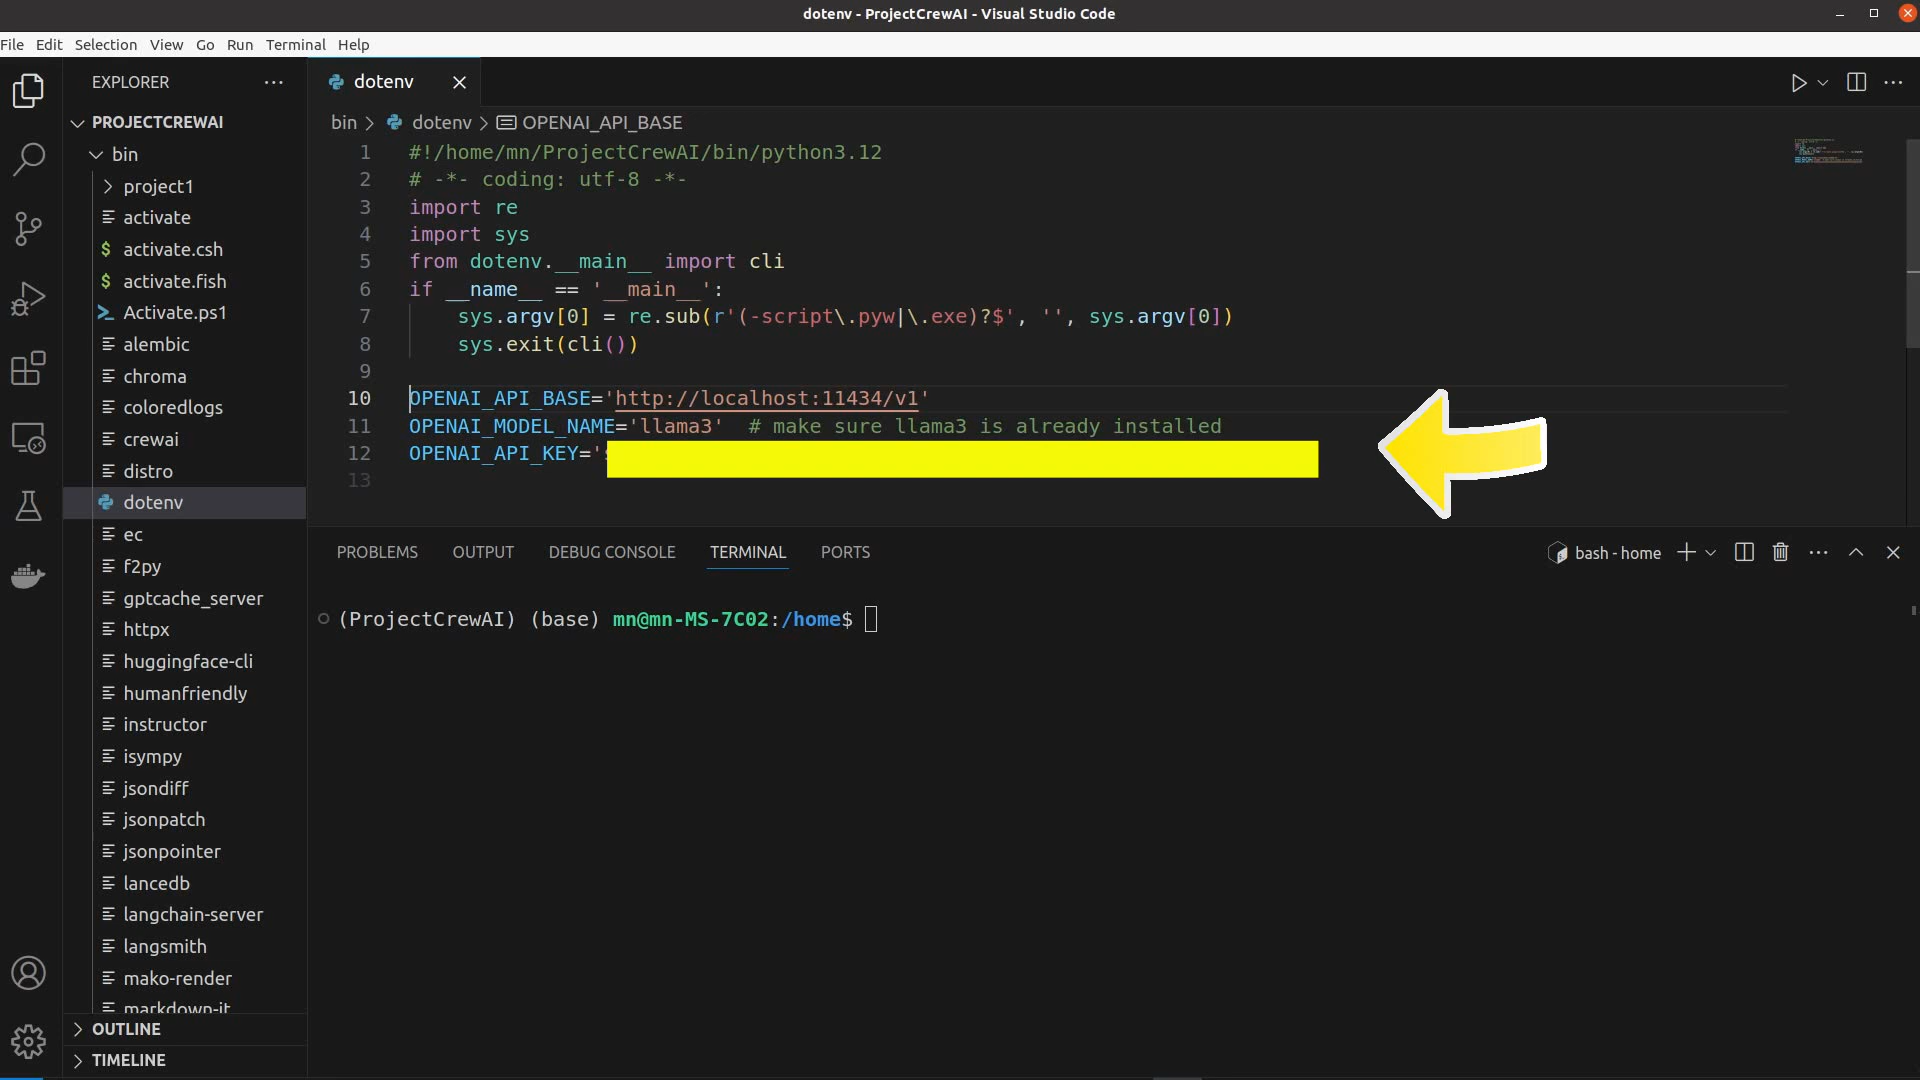 dotenv - ProjectCrewAI - Visual Studio Code
File Edit Selection View Go Run Terminal Help
EXPLORER
PROJECTCREWAI
bin
project1
activate
activate.csh
activate.fish
Activate.ps1
alembic
chroma
coloredlogs
crewai
distro
dotenv
ec
f2py
gptcache_server
httpx
huggingface-cli
humanfriendly
instructor
isympy
jsondiff
jsonpatch
jsonpointer
lancedb
langchain-server
langsmith
mako-render
markdown-it
OUTLINE
TIMELINE
dotenv
bin > dotenv > OPENAI_API_BASE
1 #!/home/mn/ProjectCrewAI/bin/python3.12
2 # -*- coding: utf-8 -*-
3 import re
4 import sys
5 from dotenv.__main__ import cli
6 if __name__ == '__main__':
7     sys.argv[0] = re.sub(r'(-script\.pyw|\.exe)?$', '', sys.argv[0])
8     sys.exit(cli())
9
10 OPENAI_API_BASE='http://localhost:11434/v1'
11 OPENAI_MODEL_NAME='llama3'  # make sure llama3 is already installed
12 OPENAI_API_KEY='
13
PROBLEMS OUTPUT DEBUG CONSOLE TERMINAL PORTS
bash - home
(ProjectCrewAI) (base) mn@mn-MS-7C02:/home$